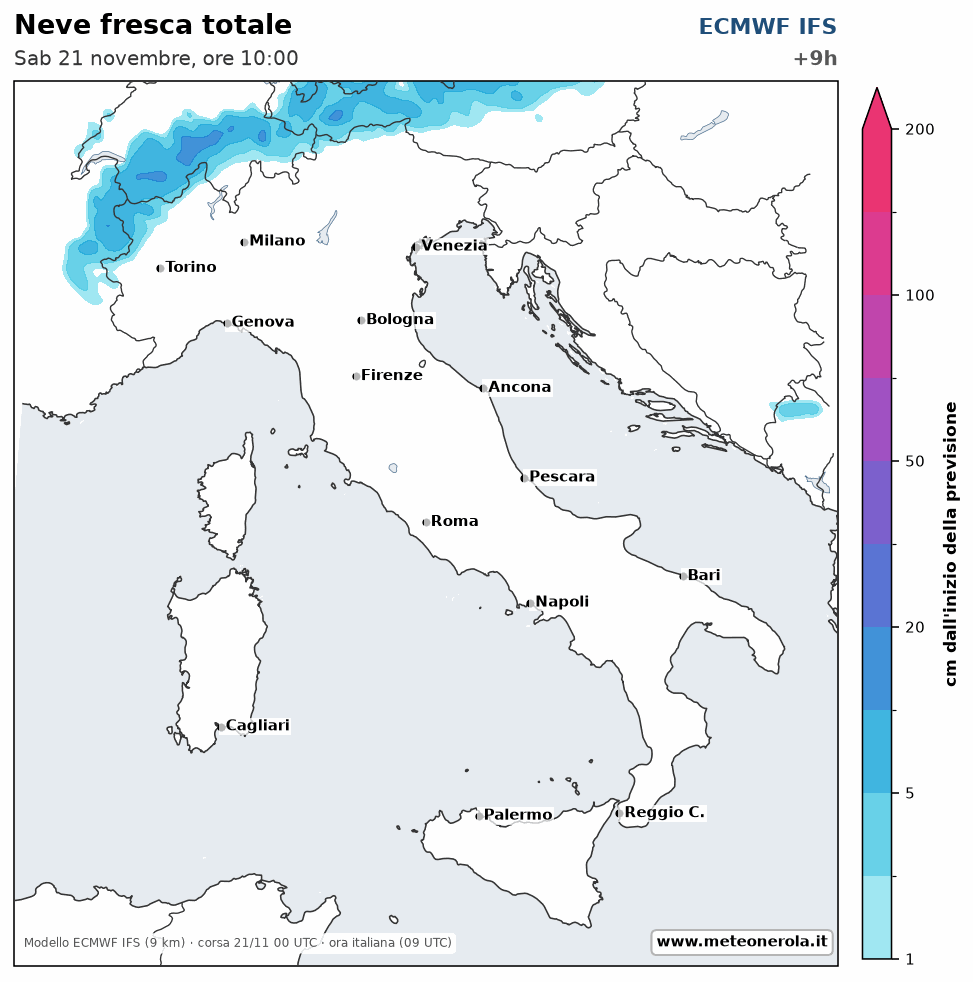 Neve fresca totale
ECMWF IFS
Sab 21 novembre, ore 10:00
+9h
Milano
Venezia
Torino
Genova
Bologna
Firenze
Ancona
Pescara
Roma
Bari
Napoli
Cagliari
Palermo
Reggio C.
200
100
50
20
5
1
cm dall'inizio della previsione
Modello ECMWF IFS (9 km) · corsa 21/11 00 UTC · ora italiana (09 UTC)
www.meteonerola.it